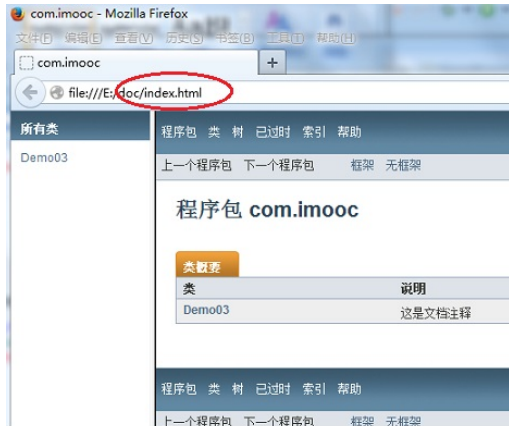 com.imooc - Mozilla Firefox
文件(F) 编辑(E) 查看(V) 历史(S) 书签(B) 工具(T) 帮助(H)
com.imooc +
file:///E:/doc/index.html
所有类
Demo03
程序包 类 树 已过时 索引 帮助
上一个程序包 下一个程序包 框架 无框架
程序包 com.imooc
类概要
类 说明
Demo03 这是文档注释
程序包 类 树 已过时 索引 帮助
上一个程序包 下一个程序包 框架 无框架